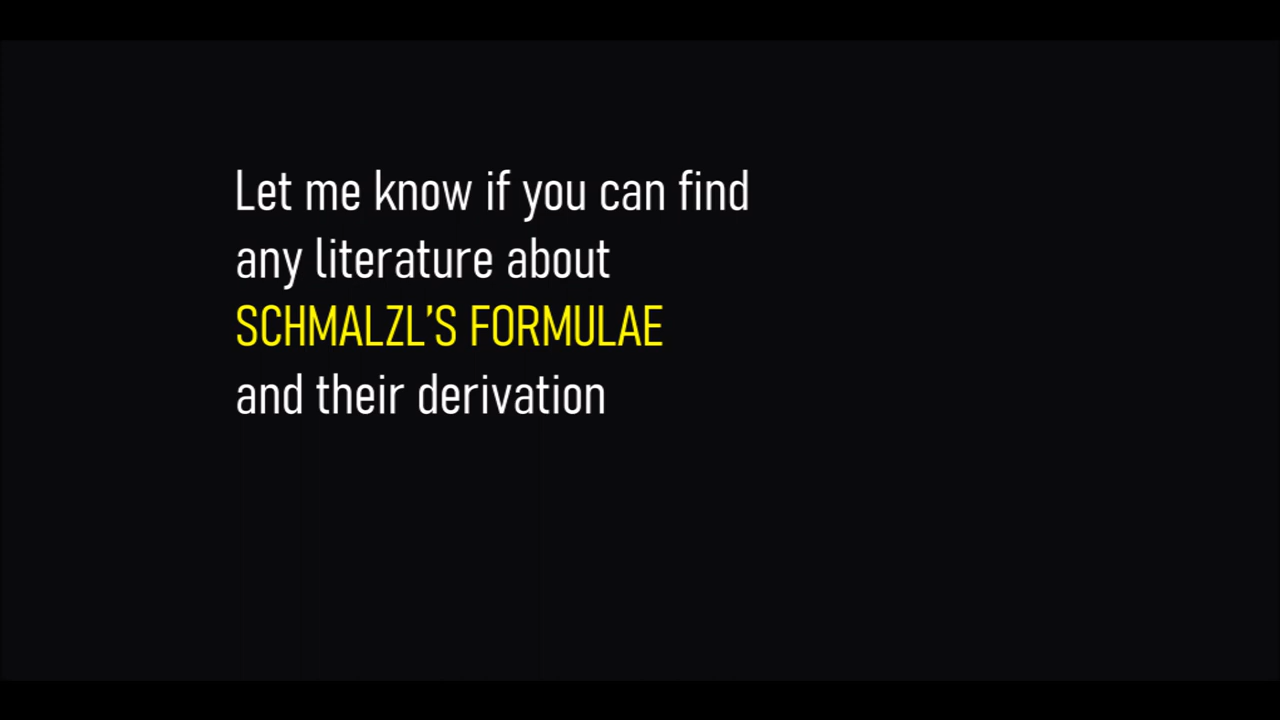 Let me know if you can find
any literature about
SCHMALZL’S FORMULAE
and their derivation